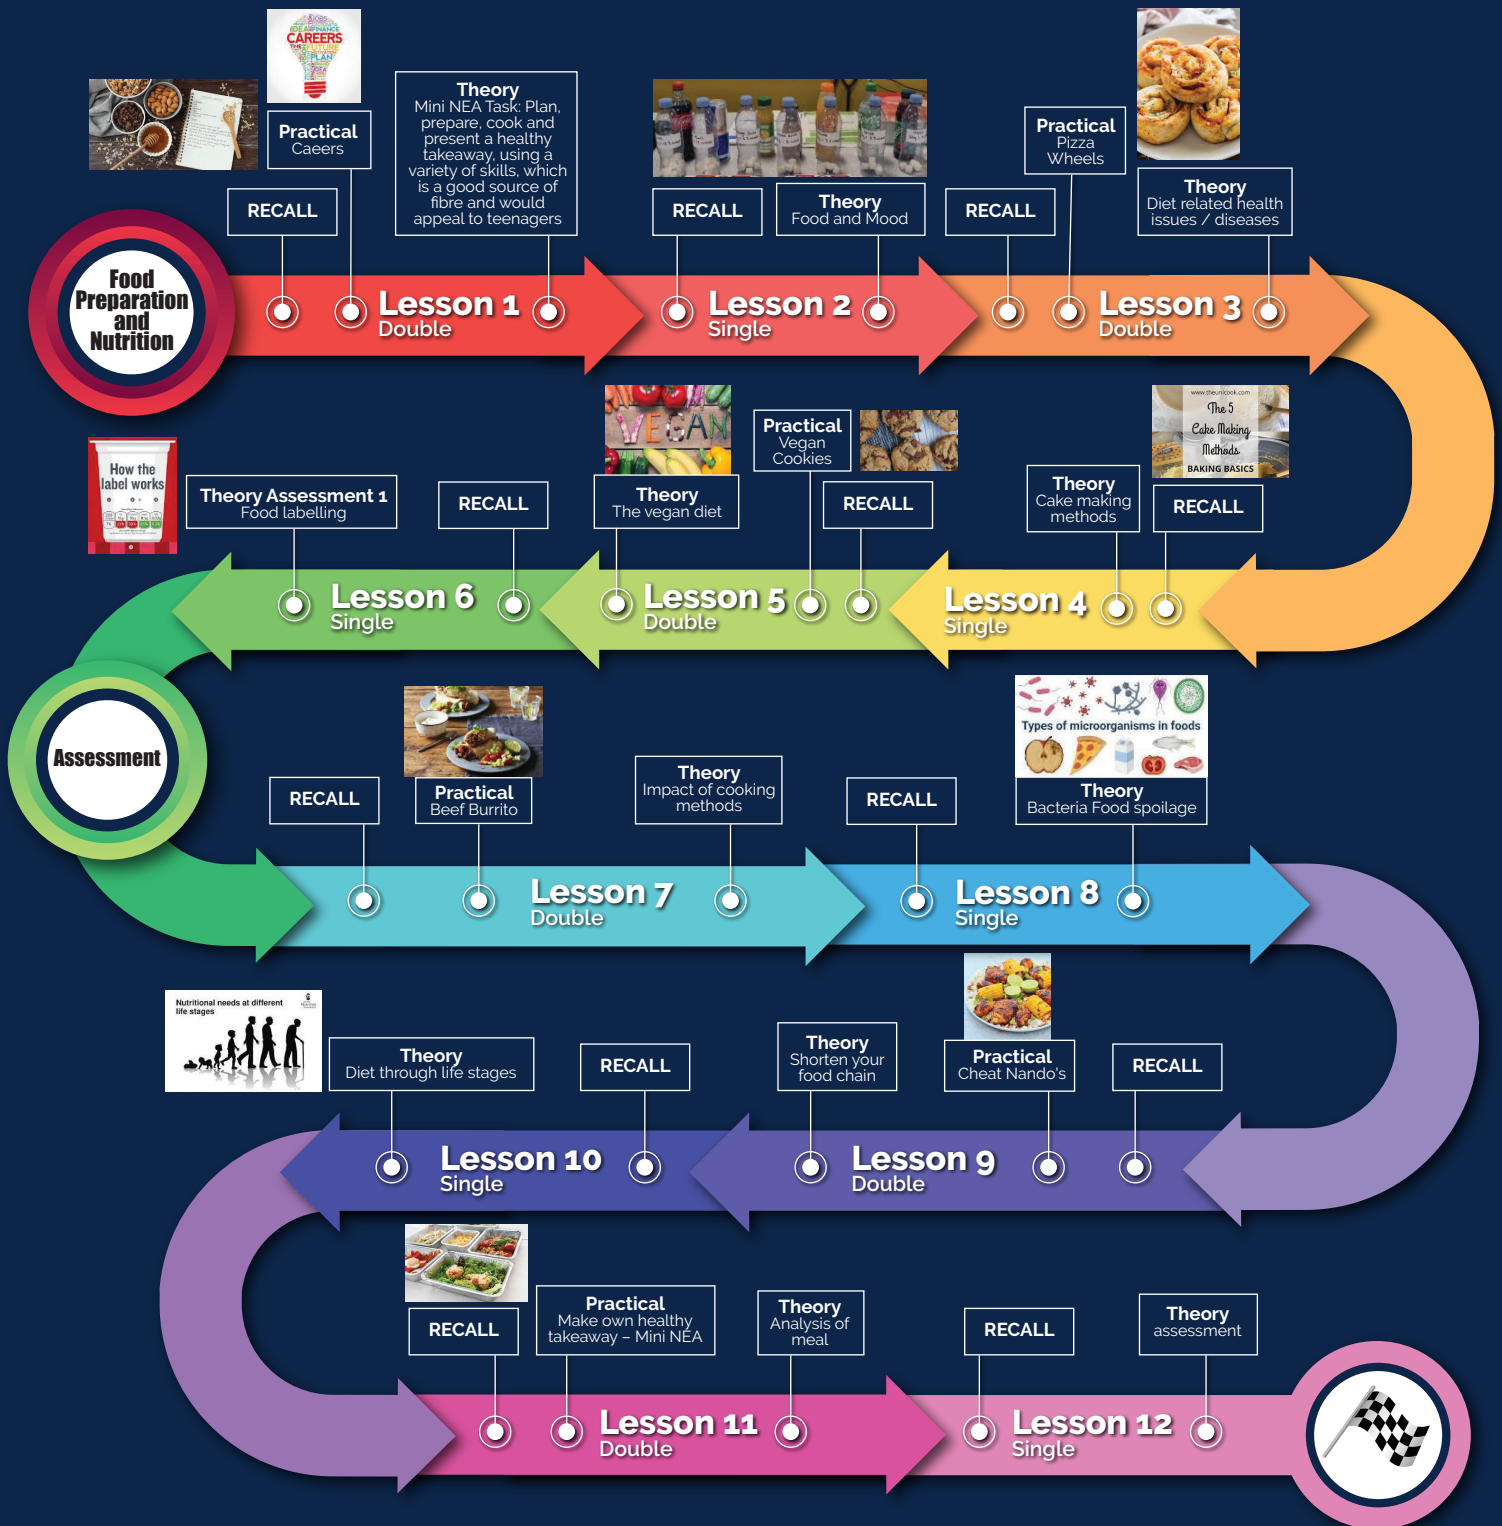 JOBS
IDEA FINANCE
CAREERS
THE FUTURE
PLAN
IDEA
Practical
Caeers
Theory
Mini NEA Task: Plan,
prepare, cook and
present a healthy
takeaway, using a
variety of skills, which
is a good source of
fibre and would
appeal to teenagers
RECALL
RECALL
Theory
Food and Mood
RECALL
Practical
Pizza
Wheels
Theory
Diet related health
issues / diseases
Food
Preparation
and
Nutrition
Lesson 1
Double
Lesson 2
Single
Lesson 3
Double
www.theunicook.com
The 5
Cake Making
Methods
BAKING BASICS
RECALL
Theory
Cake making
methods
Lesson 4
Single
RECALL
Practical
Vegan
Cookies
VEGAN
Theory
The vegan diet
Lesson 5
Double
RECALL
Theory Assessment 1
Food labelling
How the
label works
Lesson 6
Single
Assessment
RECALL
Practical
Beef Burrito
Theory
Impact of cooking
methods
Lesson 7
Double
RECALL
Types of microorganisms in foods
Theory
Bacteria Food spoilage
Lesson 8
Single
RECALL
Practical
Cheat Nando's
Theory
Shorten your
food chain
Lesson 9
Double
RECALL
Theory
Diet through life stages
Nutritional needs at different
life stages
Lesson 10
Single
RECALL
Practical
Make own healthy
takeaway – Mini NEA
Theory
Analysis of
meal
Lesson 11
Double
RECALL
Theory
assessment
Lesson 12
Single